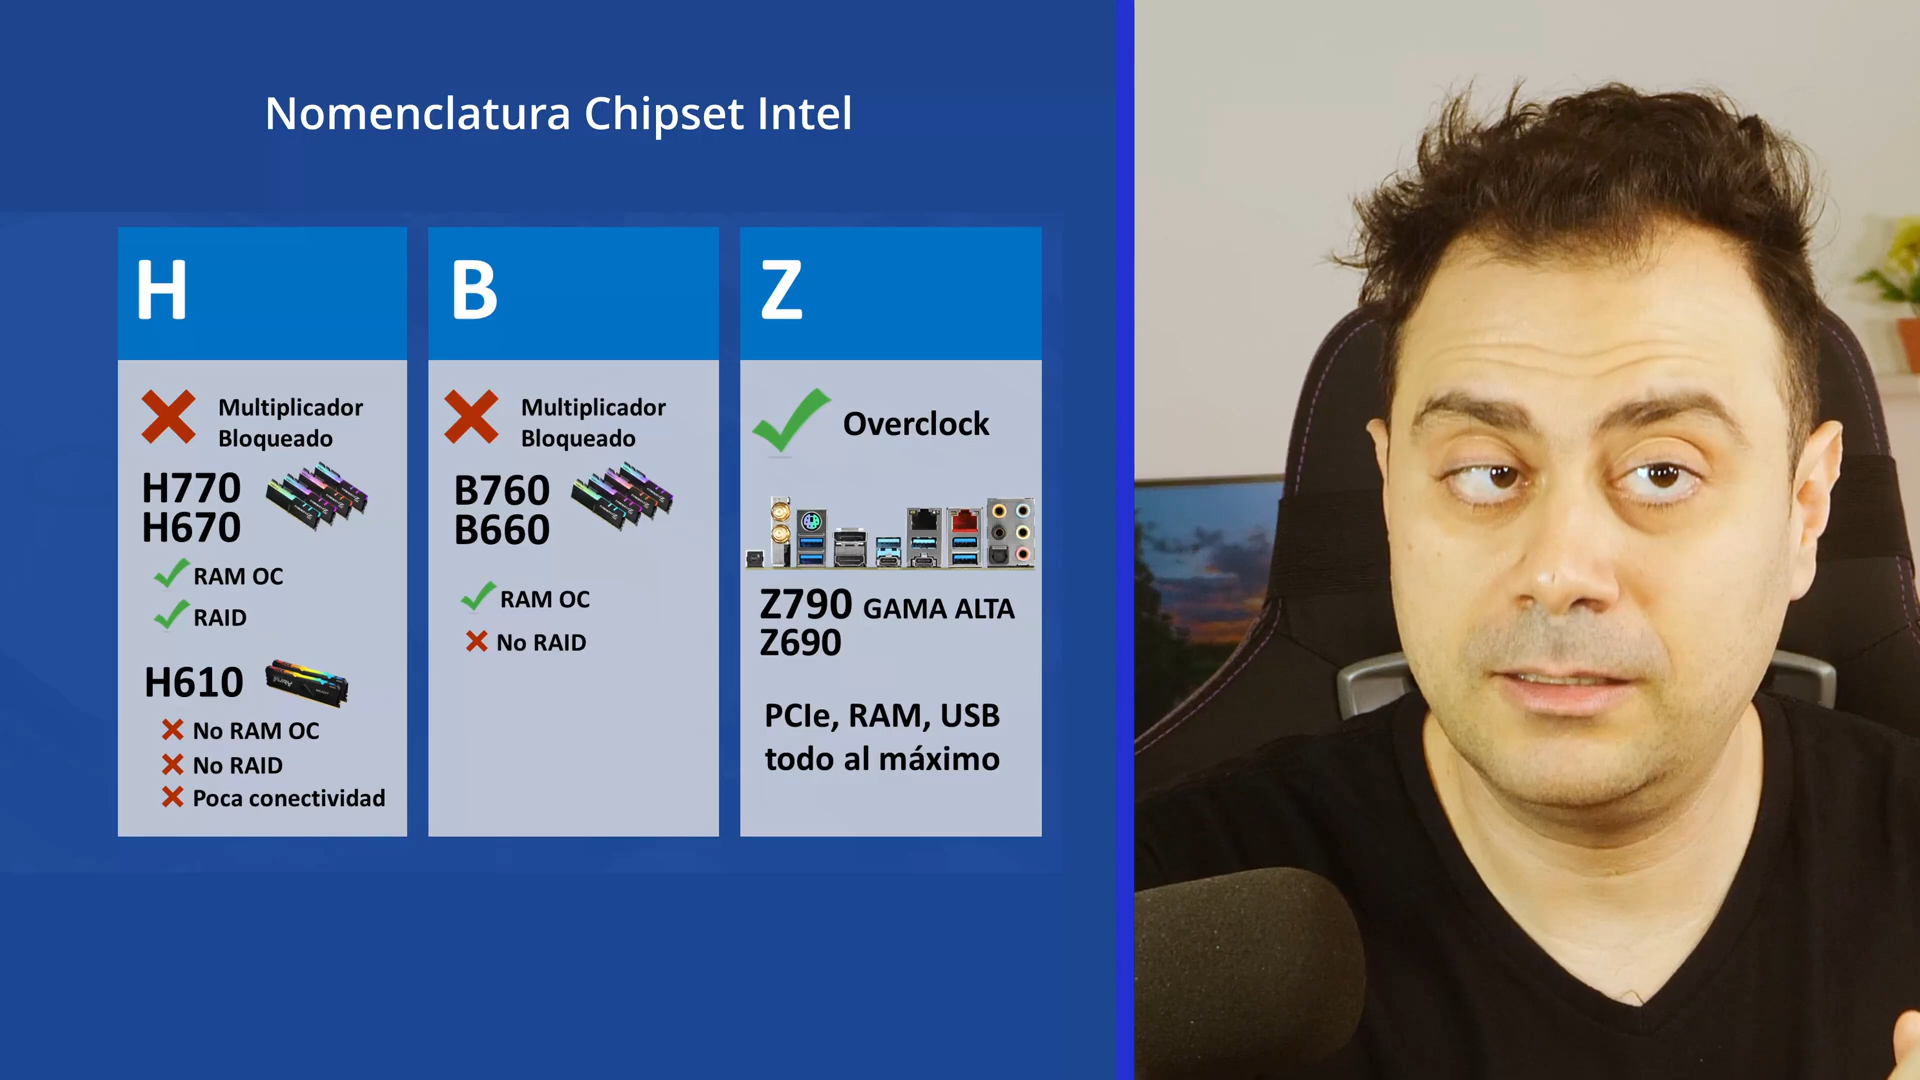 Nomenclatura Chipset Intel
H
Multiplicador
Bloqueado
H770
H670
RAM OC
RAID
H610
No RAM OC
No RAID
Poca conectividad
B
Multiplicador
Bloqueado
B760
B660
RAM OC
No RAID
Z
Overclock
Z790 GAMA ALTA
Z690
PCIe, RAM, USB
todo al máximo